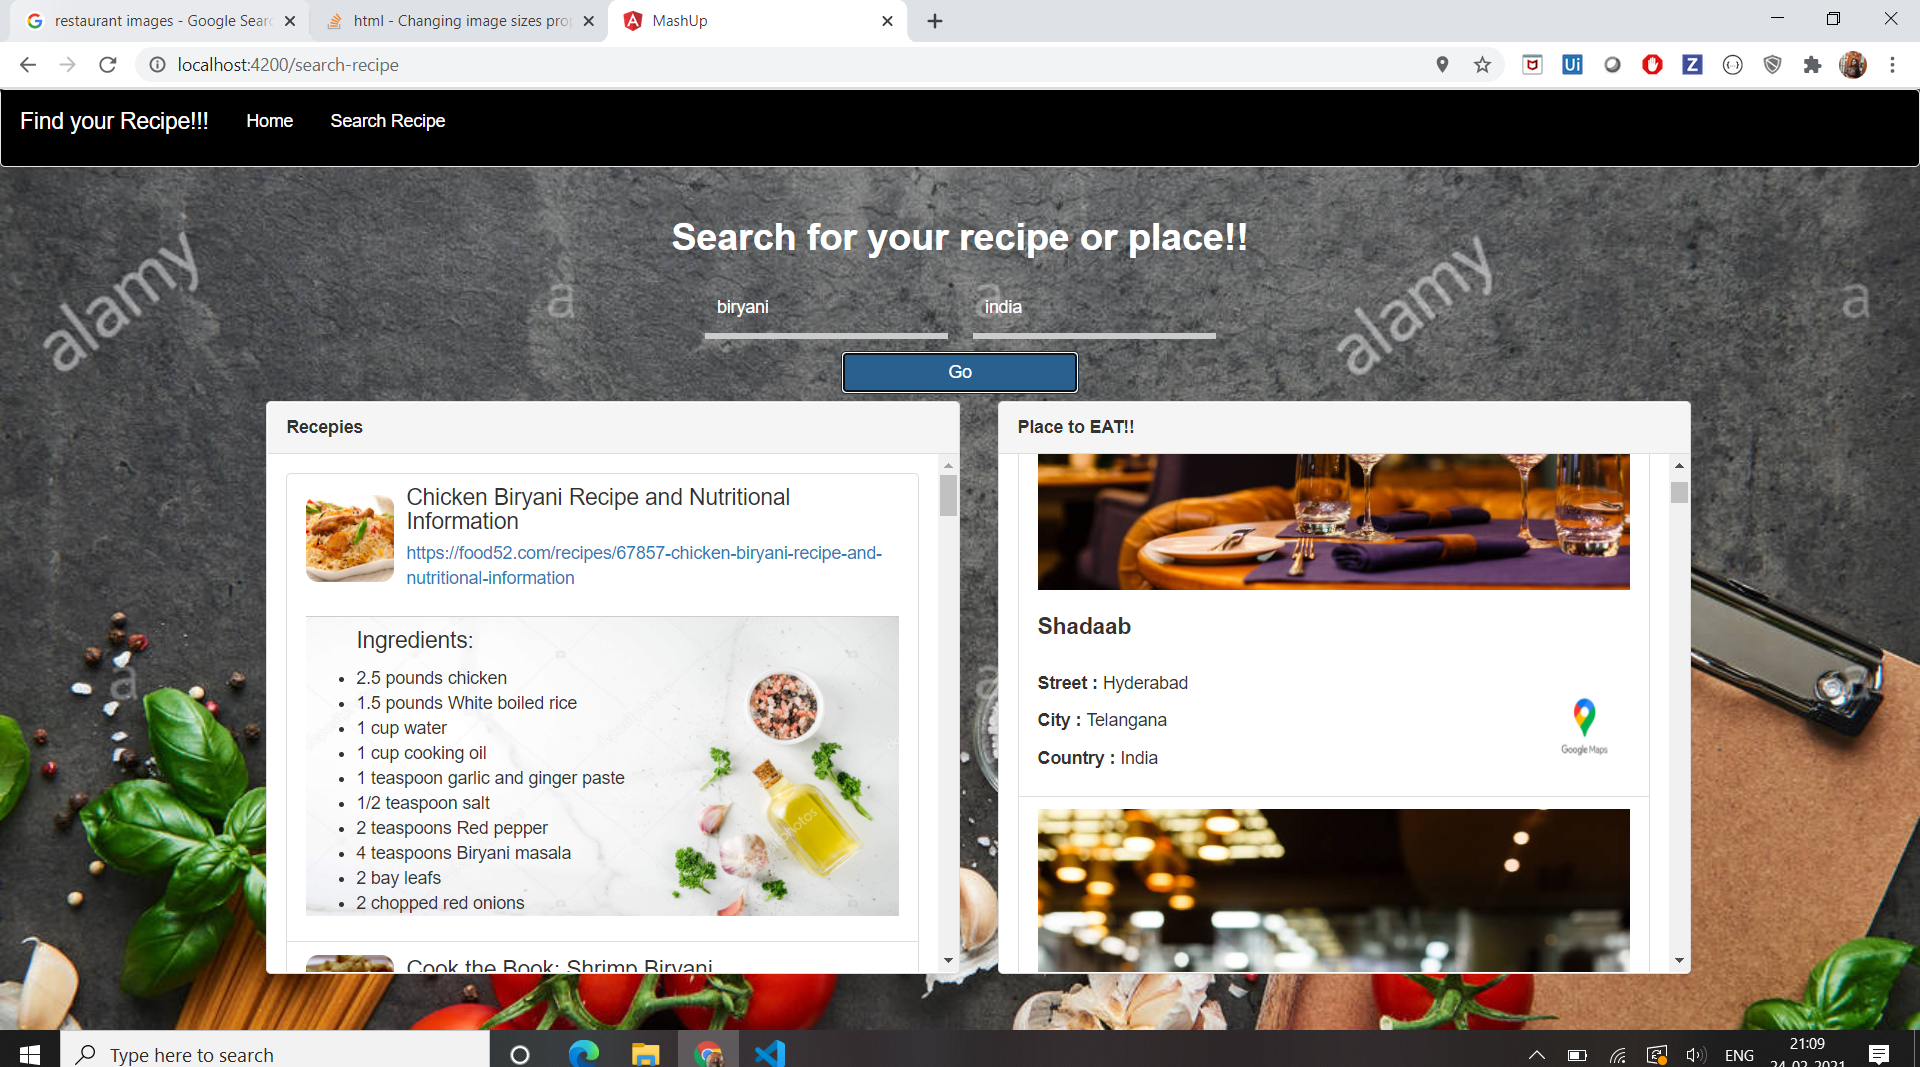 restaurant images - Google Sear
html - Changing image sizes pro
MashUp
localhost:4200/search-recipe
Find your Recipe!!!
Home
Search Recipe
Search for your recipe or place!!
alamy
a
a
alamy
a
biryani
india
Go
Recepies
Place to EAT!!
Chicken Biryani Recipe and Nutritional
Information
https://food52.com/recipes/67857-chicken-biryani-recipe-and-
nutritional-information
Ingredients:
2.5 pounds chicken
1.5 pounds White boiled rice
1 cup water
1 cup cooking oil
1 teaspoon garlic and ginger paste
1/2 teaspoon salt
2 teaspoons Red pepper
4 teaspoons Biryani masala
2 bay leafs
2 chopped red onions
Cook the Book: Shrimp Biryani
Shadaab
Street : Hyderabad
City : Telangana
Country : India
Google Maps
a
a
Type here to search
ENG
21:09
24-02-2021